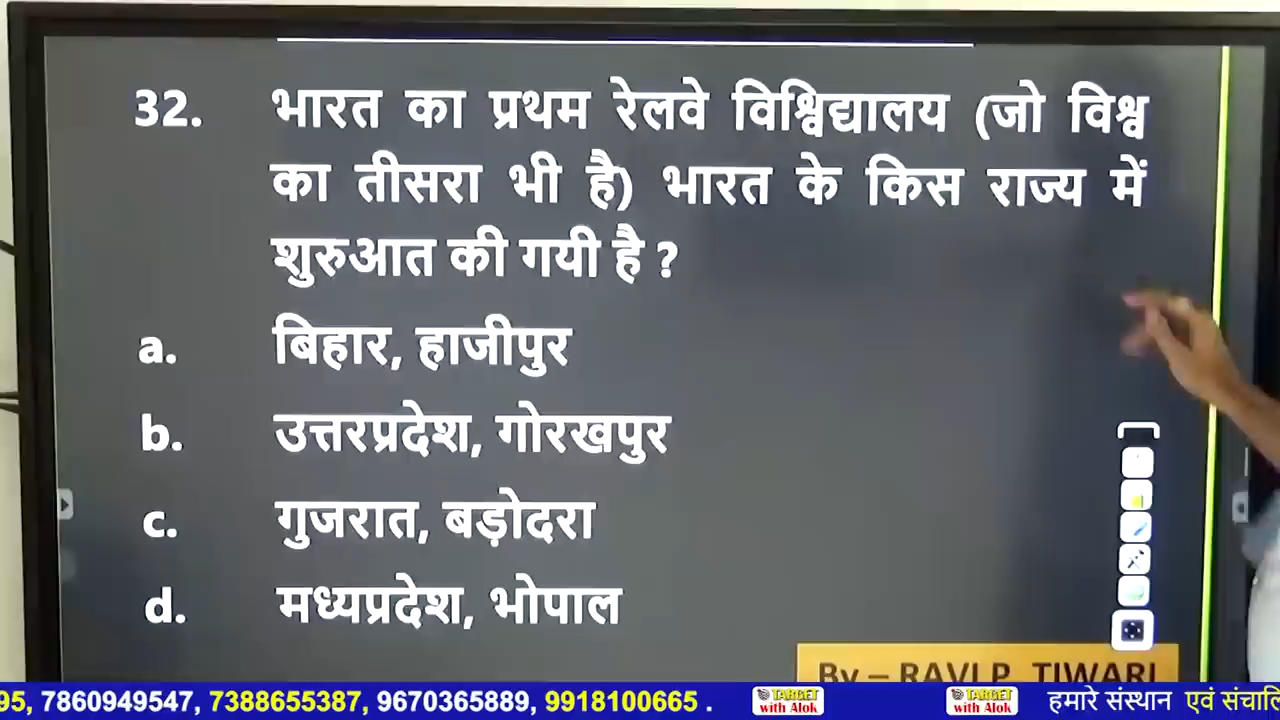 32. भारत का प्रथम रेलवे विश्विद्यालय (जो विश्व
का तीसरा भी है) भारत के किस राज्य में
शुरुआत की गयी है ?
a. बिहार, हाजीपुर
b. उत्तरप्रदेश, गोरखपुर
c. गुजरात, बड़ोदरा
d. मध्यप्रदेश, भोपाल
By – RAVI P. TIWARI
95, 7860949547, 7388655387, 9670365889, 9918100665 . TARGET with Alok TARGET with Alok हमारे संस्थान एवं संचालि